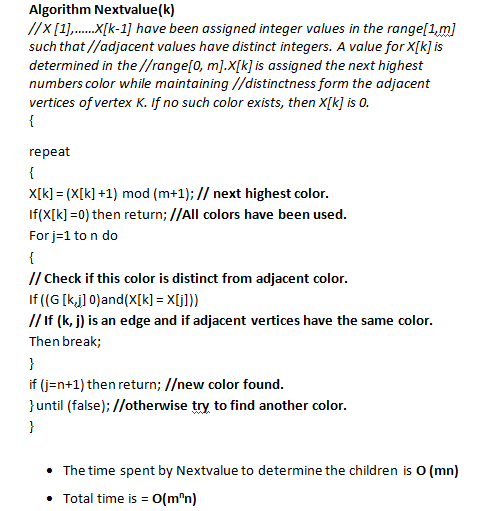 Algorithm Nextvalue(k)
//X [1],......X[k-1] have been assigned integer values in the range[1,m]
such that //adjacent values have distinct integers. A value for X[k] is
determined in the //range[0, m].X[k] is assigned the next highest
numbers color while maintaining //distinctness form the adjacent
vertices of vertex K. If no such color exists, then X[k] is 0.
{
repeat
{
X[k] = (X[k] +1) mod (m+1); // next highest color.
If(X[k] =0) then return; //All colors have been used.
For j=1 to n do
{
// Check if this color is distinct from adjacent color.
If ((G [k,j] 0)and(X[k] = X[j]))
// If (k, j) is an edge and if adjacent vertices have the same color.
Then break;
}
if (j=n+1) then return; //new color found.
} until (false); //otherwise try to find another color.
}
• The time spent by Nextvalue to determine the children is O (mn)
• Total time is = O(mⁿn)